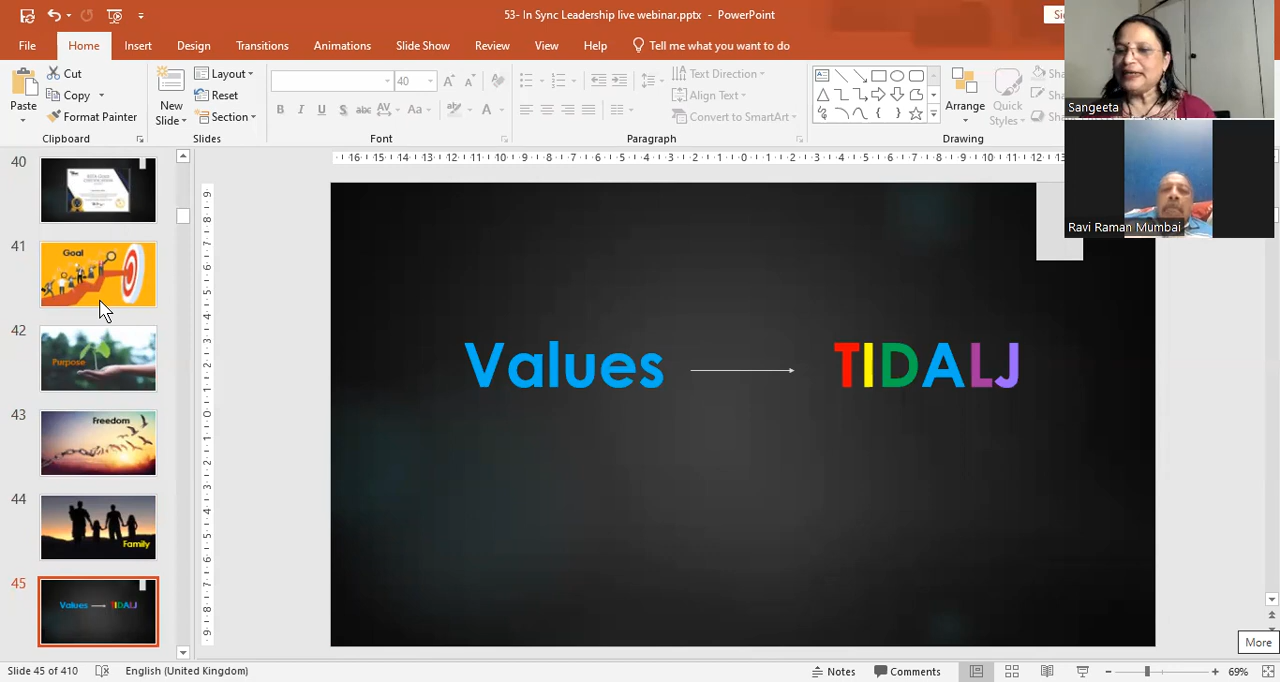 53- In Sync Leadership live webinar.pptx - PowerPoint
File Home Insert Design Transitions Animations Slide Show Review View Help Tell me what you want to do
Paste
Cut
Copy
Format Painter
Clipboard
New
Slide
Layout
Reset
Section
Slides
40
Font
Text Direction
Align Text
Convert to SmartArt
Paragraph
Arrange
Quick
Styles
Drawing
Sangeeta
Ravi Raman Mumbai
40
41
Goal
42
Purpose
43
Freedom
44
Family
45
Values TIDALJ
Values TIDALJ
More
Slide 45 of 410 English (United Kingdom) Notes Comments 69%